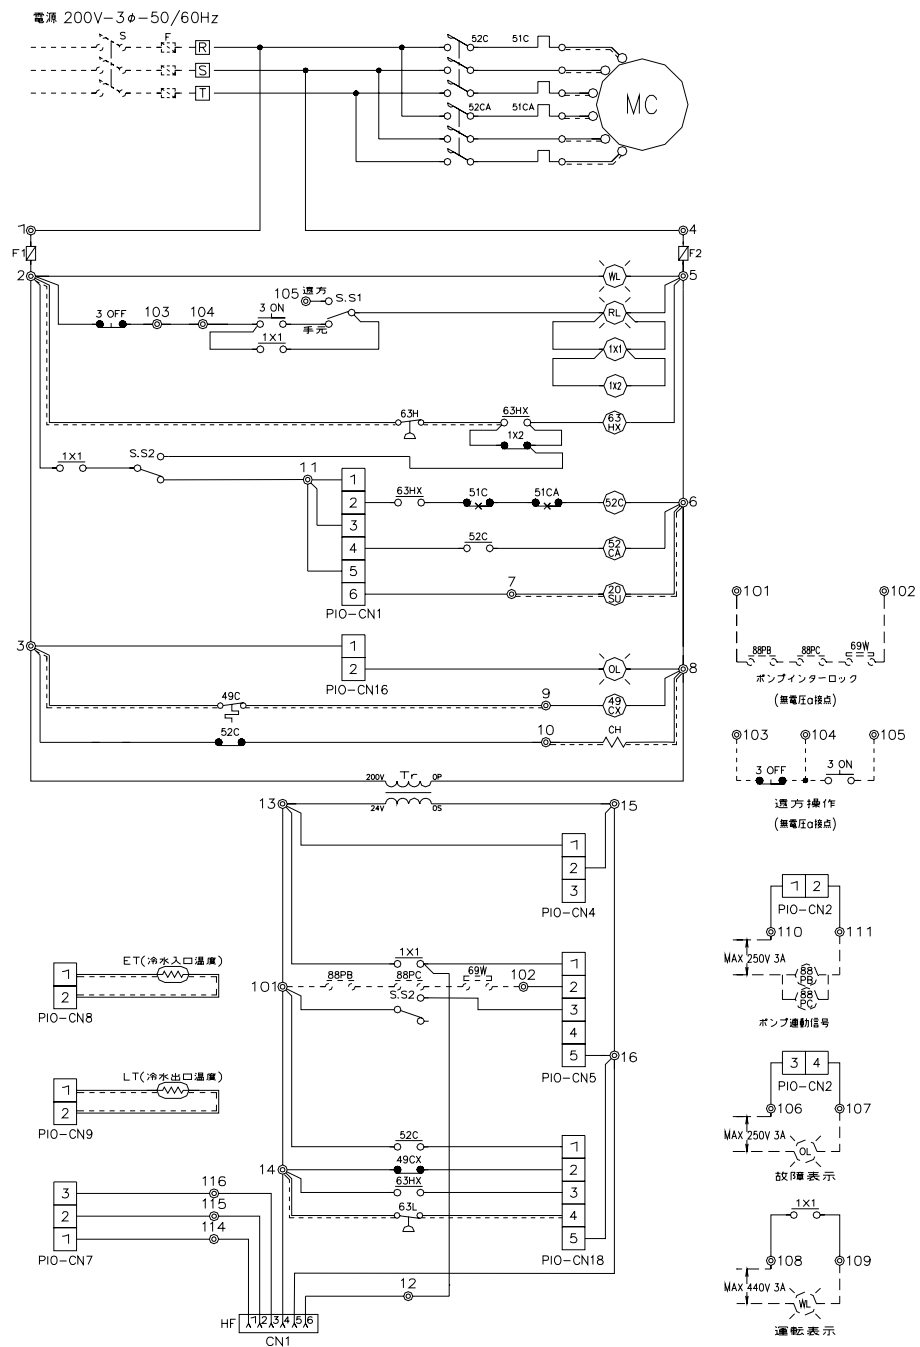 電源 200V-3φ-50/60Hz
S F R 52C 51C
S
T
52CA 51CA
MC
1 4
F1 F2
2 WL 5
3 OFF 103 104 3 ON 105 遠方 S.S1 RL
手元
1X1 1X1
1X2
63H 63HX 63HX
1X2
1X1 S.S2 11 1
2 63HX 51C 51CA 52C 6
3
4 52C 52CA
5
6 7 20SU
PIO-CN1
3 1
2 OL 8
PIO-CN16
49C 9 49CX
52C 10 CH
200V Tr 0P
24V 0S
13 15
1
2
3
PIO-CN4
1X1 1
101 88PB 88PC 69W 102 2
S.S2 3
4
5 16
PIO-CN5
52C 1
14 49CX 2
63HX 3
63L 4
5
PIO-CN18
12
HF 1 2 3 4 5 6
CN1
ET(冷水入口温度)
1
2
PIO-CN8
LT(冷水出口温度)
1
2
PIO-CN9
3 116
2 115
1 114
PIO-CN7
101 102
88PB 88PC 69W
ポンプインターロック
(無電圧a接点)
103 104 105
3 OFF 3 ON
遠方操作
(無電圧a接点)
1 2
PIO-CN2
110 111
MAX 250V 3A
88PB
88PC
ポンプ連動信号
3 4
PIO-CN2
106 107
MAX 250V 3A
OL
故障表示
1X1
108 109
MAX 440V 3A
WL
運転表示